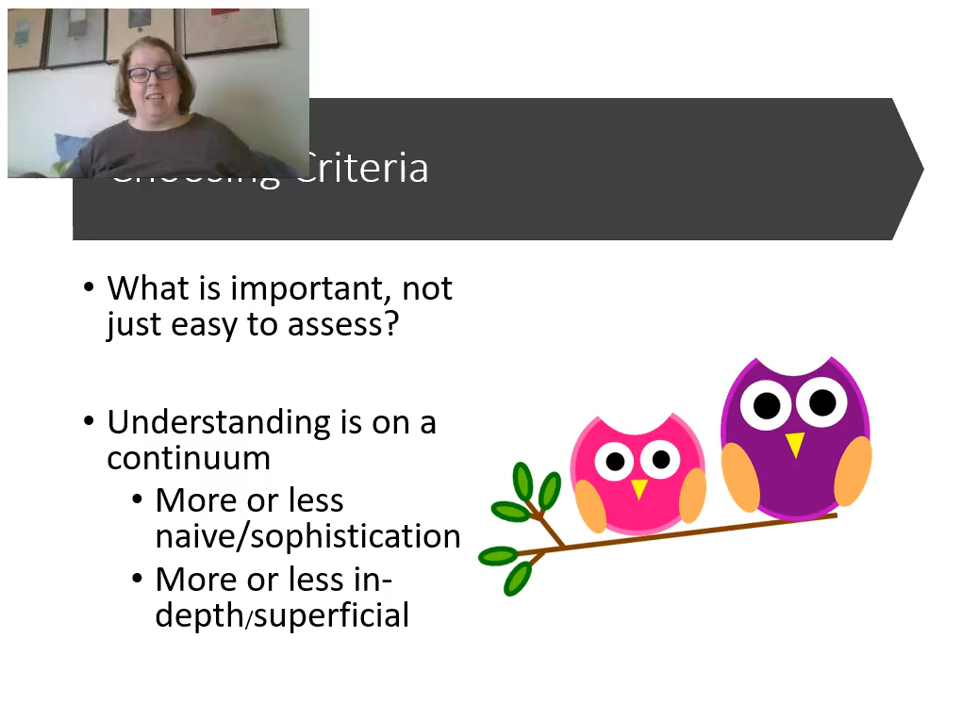 Choosing Criteria
• What is important, not
just easy to assess?
• Understanding is on a
continuum
• More or less
naive/sophistication
• More or less in-
depth/superficial